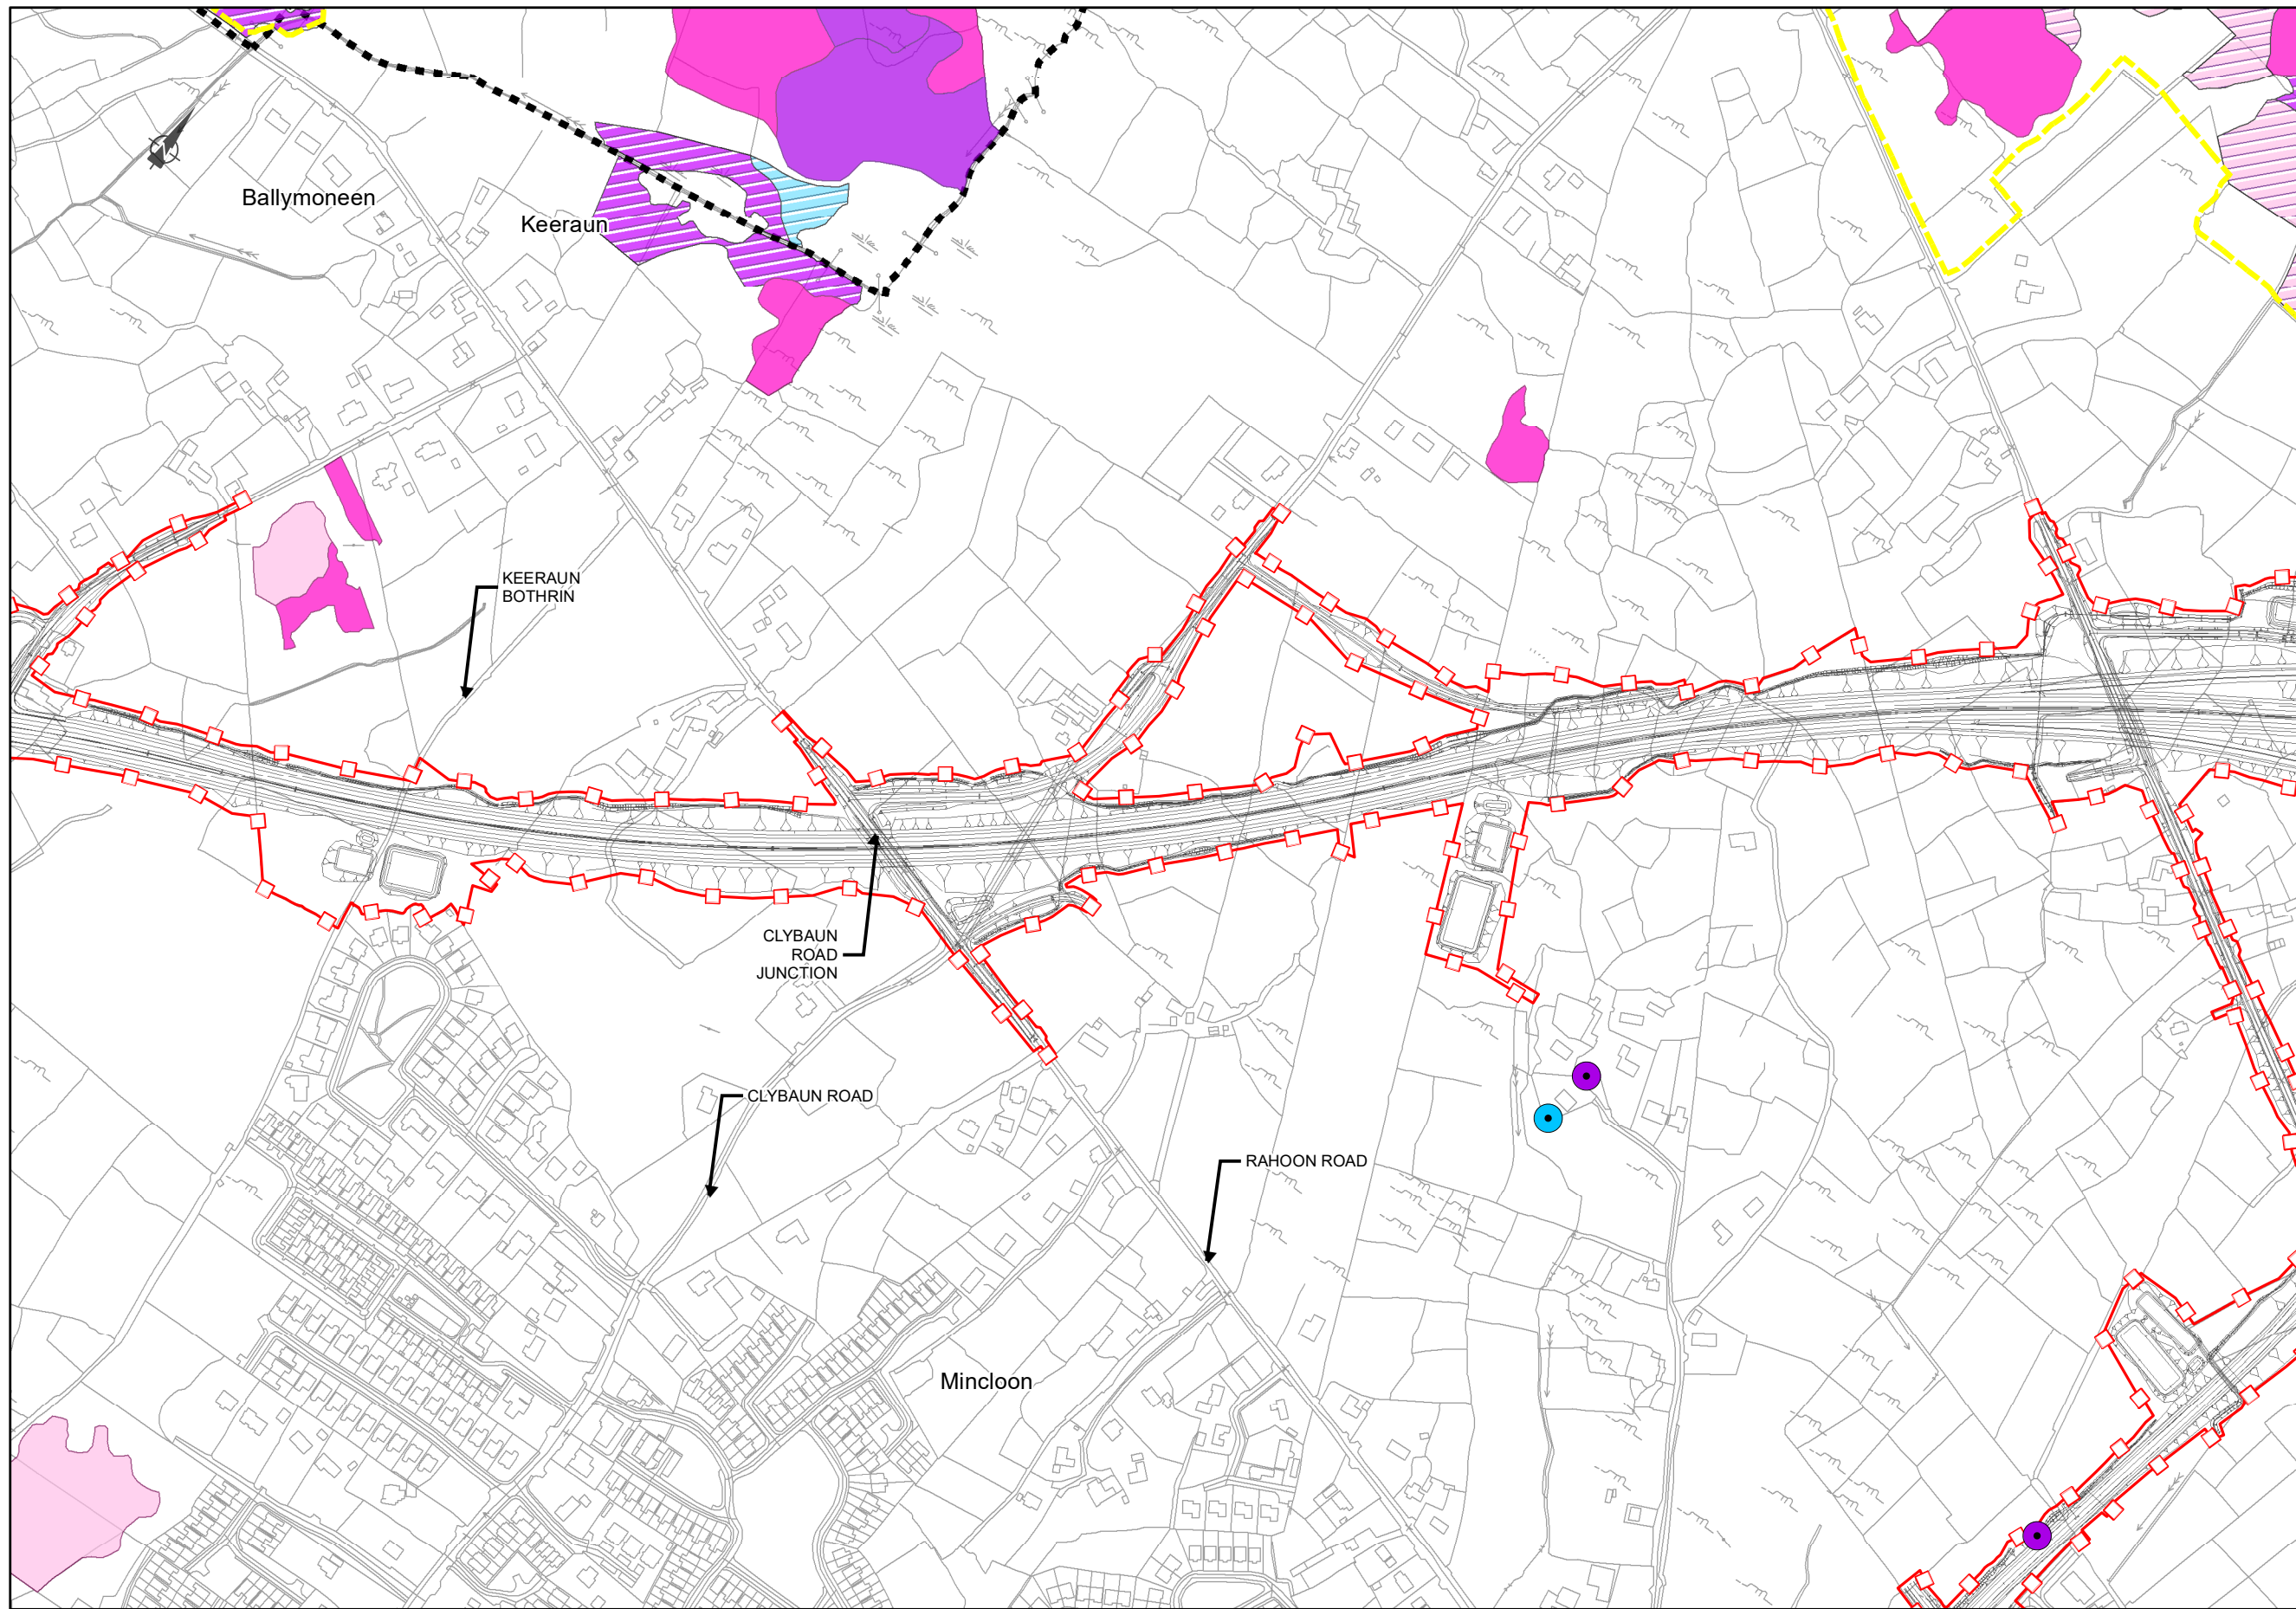 Ballymoneen
Keeraun
KEERAUN
BOTHRIN
CLYBAUN
ROAD
JUNCTION
CLYBAUN ROAD
RAHOON ROAD
Mincloon